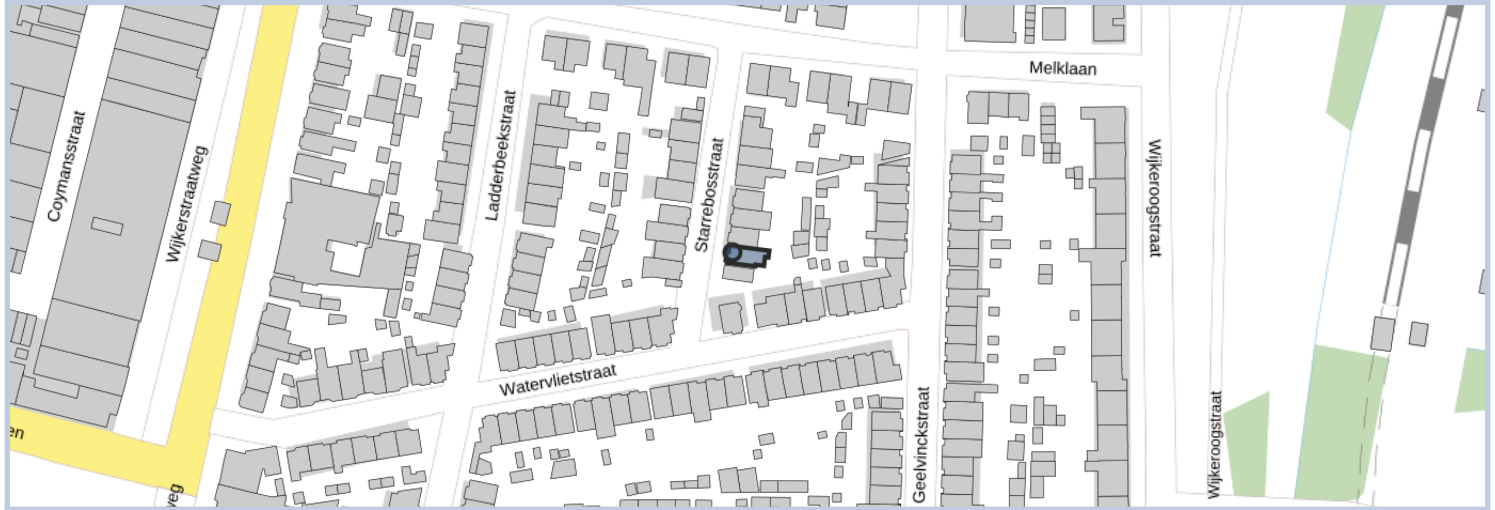 Melklaan
Coymansstraat
Wijkerstraatweg
Ladderbeekstraat
Starrebosstraat
Wijkeroogstraat
Watervlietstraat
Geelvinckstraat
Wijkeroogstraat
en
weg